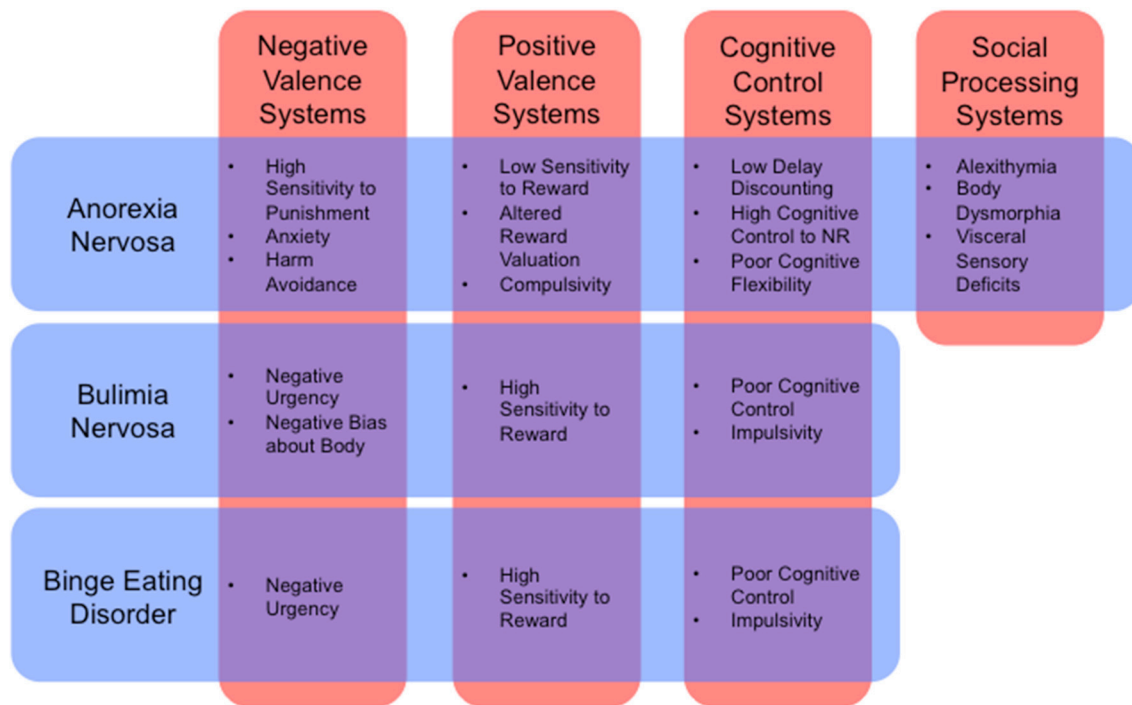 Negative
Valence
Systems
Positive
Valence
Systems
Cognitive
Control
Systems
Social
Processing
Systems
Anorexia
Nervosa
• High
Sensitivity to
Punishment
• Anxiety
• Harm
Avoidance
• Low Sensitivity
to Reward
• Altered
Reward
Valuation
• Compulsivity
• Low Delay
Discounting
• High Cognitive
Control to NR
• Poor Cognitive
Flexibility
• Alexithymia
• Body
Dysmorphia
• Visceral
Sensory
Deficits
Bulimia
Nervosa
• Negative
Urgency
• Negative Bias
about Body
• High
Sensitivity to
Reward
• Poor Cognitive
Control
• Impulsivity
Binge Eating
Disorder
• Negative
Urgency
• High
Sensitivity to
Reward
• Poor Cognitive
Control
• Impulsivity